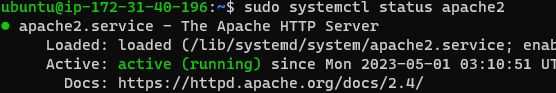 ubuntu@ip-172-31-40-196:~$ sudo systemctl status apache2
● apache2.service - The Apache HTTP Server
Loaded: loaded (/lib/systemd/system/apache2.service; enab
Active: active (running) since Mon 2023-05-01 03:10:51 UT
Docs: https://httpd.apache.org/docs/2.4/